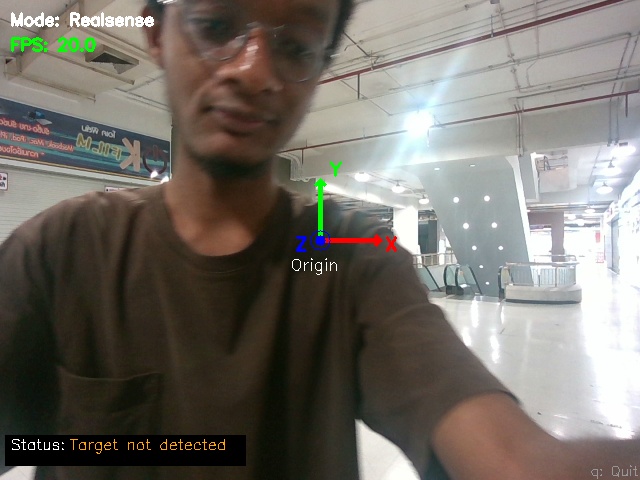 Mode: Realsense
FPS: 20.0
Y
Z
X
Origin
Status: Target not detected
q: Quit